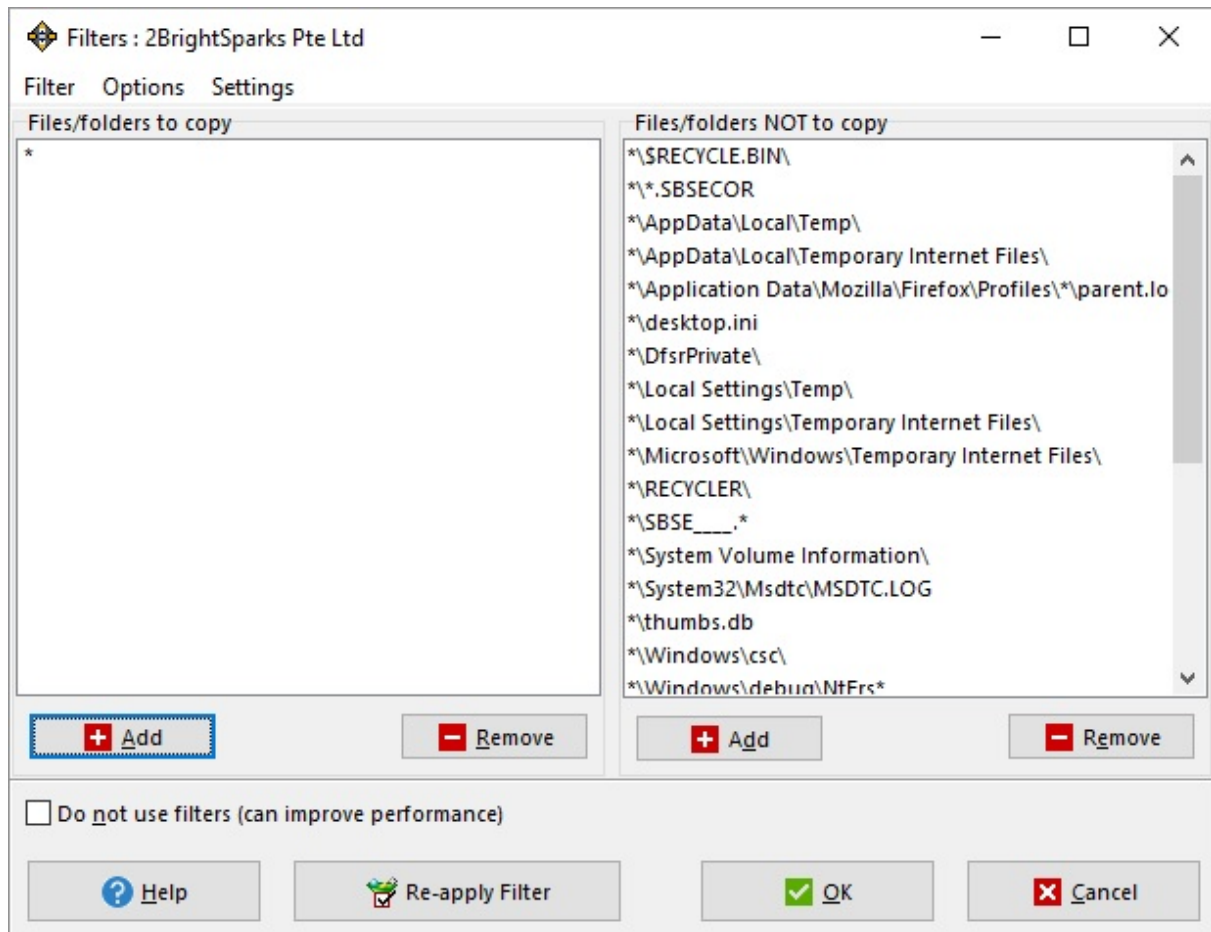 Filters : 2BrightSparks Pte Ltd
Filter Options Settings
Files/folders to copy
*
Add
Remove
Files/folders NOT to copy
*\$RECYCLE.BIN\
*\*.SBSECOR
*\AppData\Local\Temp\
*\AppData\Local\Temporary Internet Files\
*\Application Data\Mozilla\Firefox\Profiles\*\parent.lo
*\desktop.ini
*\DfsrPrivate\
*\Local Settings\Temp\
*\Local Settings\Temporary Internet Files\
*\Microsoft\Windows\Temporary Internet Files\
*\RECYCLER\
*\SBSE____.*
*\System Volume Information\
*\System32\Msdtc\MSDTC.LOG
*\thumbs.db
*\Windows\csc\
*\Windows\debug\NtFrs*
Add
Remove
Do not use filters (can improve performance)
Help
Re-apply Filter
OK
Cancel